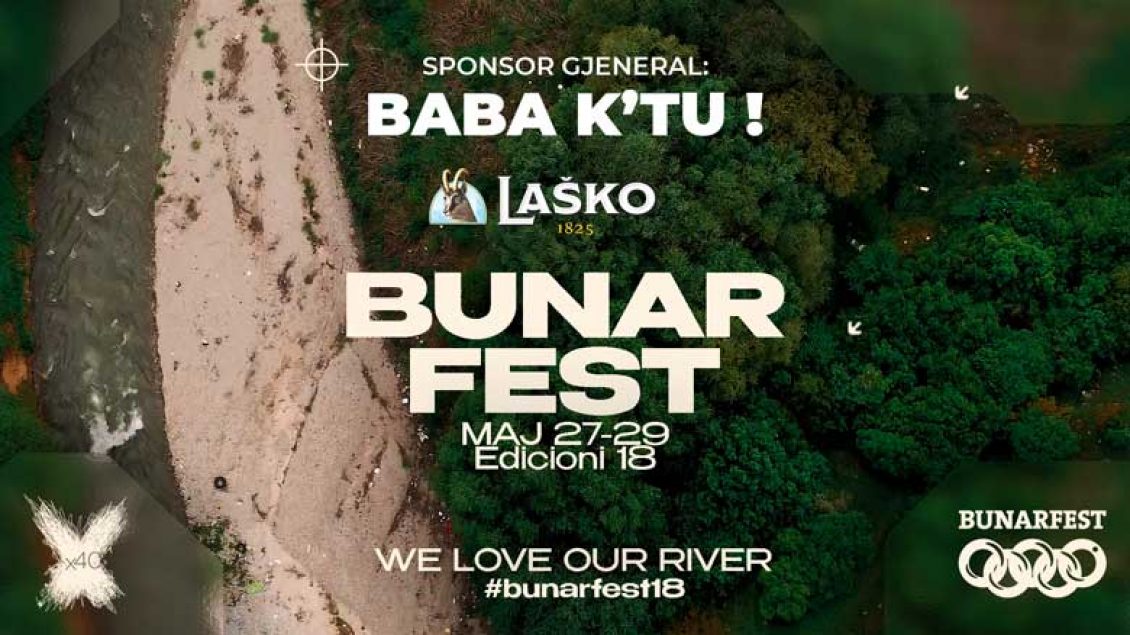 SPONSOR GJENERAL:
BABA K'TU !
LAŠKO
1825
BUNAR
FEST
MAJ 27-29
Edicioni 18
WE LOVE OUR RIVER
#bunarfest18
x40
BUNARFEST